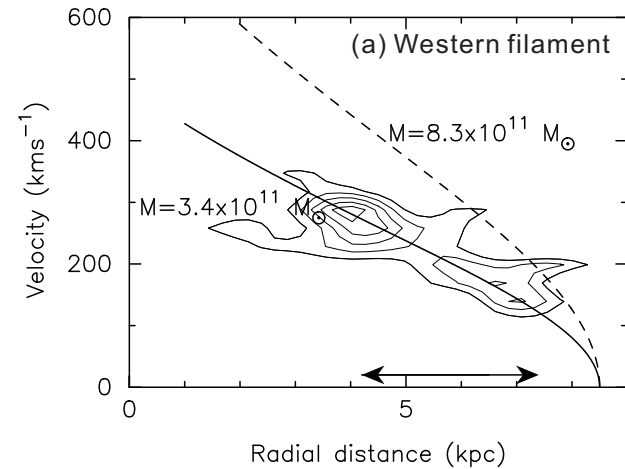 (a) Western filament
600
400
200
0
Velocity (kms⁻¹)
M=8.3x10¹¹ M⊙
M=3.4x10¹¹ M⊙
0
5
Radial distance (kpc)